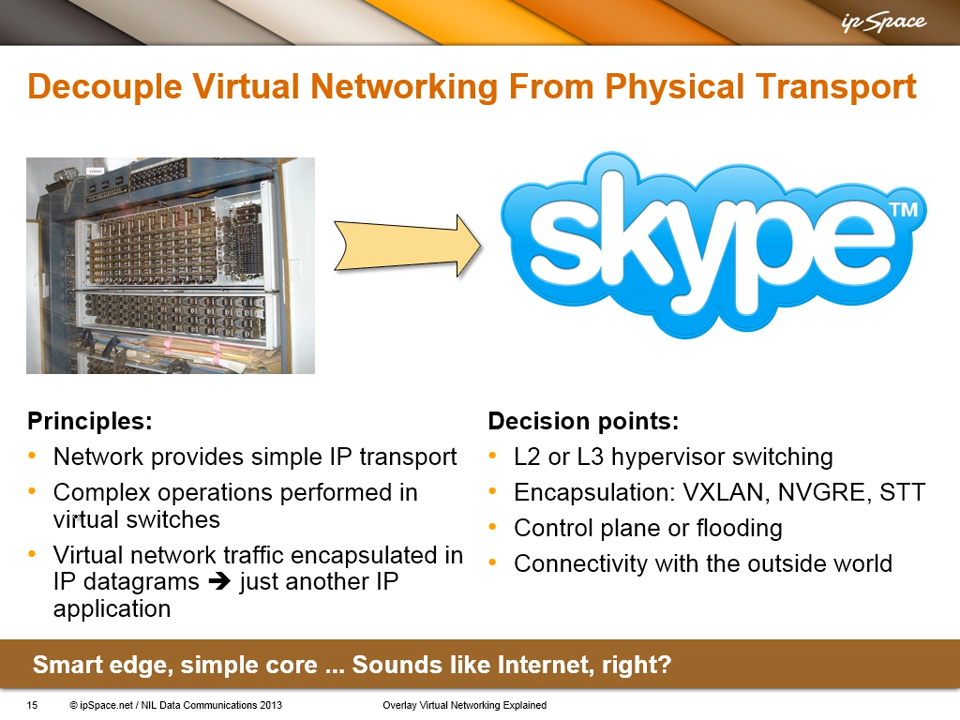 ip Space
Decouple Virtual Networking From Physical Transport
skype™
Principles:
• Network provides simple IP transport
• Complex operations performed in
virtual switches
• Virtual network traffic encapsulated in
IP datagrams ➔ just another IP
application
Decision points:
• L2 or L3 hypervisor switching
• Encapsulation: VXLAN, NVGRE, STT
• Control plane or flooding
• Connectivity with the outside world
Smart edge, simple core ... Sounds like Internet, right?
15 © ipSpace.net / NIL Data Communications 2013 Overlay Virtual Networking Explained